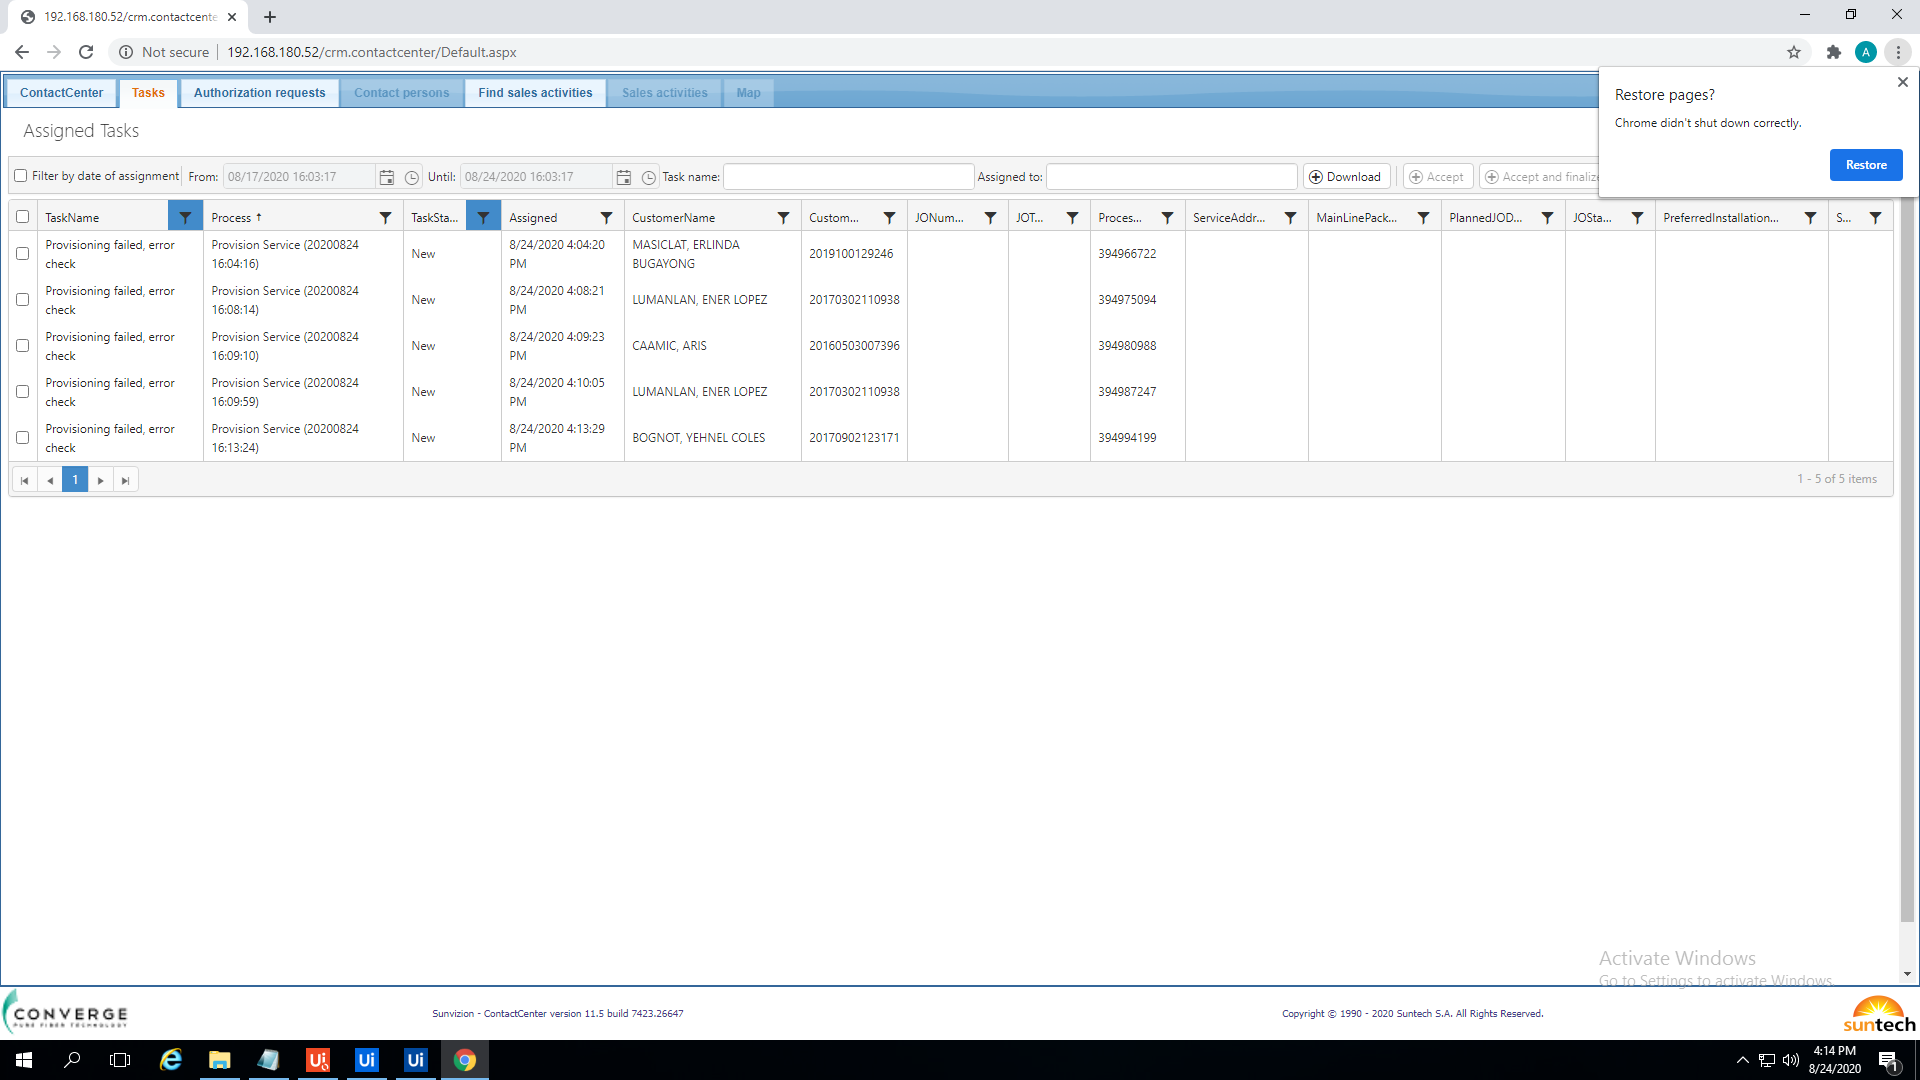 192.168.180.52/crm.contactcente
Not secure
192.168.180.52/crm.contactcenter/Default.aspx
A
ContactCenter
Tasks
Authorization requests
Contact persons
Find sales activities
Sales activities
Map
Restore pages?
Chrome didn't shut down correctly.
Restore
Assigned Tasks
Filter by date of assignment
From:
08/17/2020 16:03:17
Until:
08/24/2020 16:03:17
Task name:
Assigned to:
Download
Accept
Accept and finalize
TaskName
Process ↑
TaskSta...
Assigned
CustomerName
Custom...
JONum...
JOT...
Proces...
ServiceAddr...
MainLinePack...
PlannedJOD...
JOSta...
PreferredInstallation...
S...
Provisioning failed, error check
Provision Service (20200824 16:04:16)
New
8/24/2020 4:04:20 PM
MASICLAT, ERLINDA BUGAYONG
2019100129246
394966722
Provisioning failed, error check
Provision Service (20200824 16:08:14)
New
8/24/2020 4:08:21 PM
LUMANLAN, ENER LOPEZ
20170302110938
394975094
Provisioning failed, error check
Provision Service (20200824 16:09:10)
New
8/24/2020 4:09:23 PM
CAAMIC, ARIS
20160503007396
394980988
Provisioning failed, error check
Provision Service (20200824 16:09:59)
New
8/24/2020 4:10:05 PM
LUMANLAN, ENER LOPEZ
20170302110938
394987247
Provisioning failed, error check
Provision Service (20200824 16:13:24)
New
8/24/2020 4:13:29 PM
BOGNOT, YEHNEL COLES
20170902123171
394994199
1
1 - 5 of 5 items
Activate Windows
Go to Settings to activate Windows.
CONVERGE
PURE FIBER TECHNOLOGY
Sunvizion - ContactCenter version 11.5 build 7423.26647
Copyright © 1990 - 2020 Suntech S.A. All Rights Reserved.
suntech
Ui
Ui
Ui
4:14 PM
8/24/2020
1